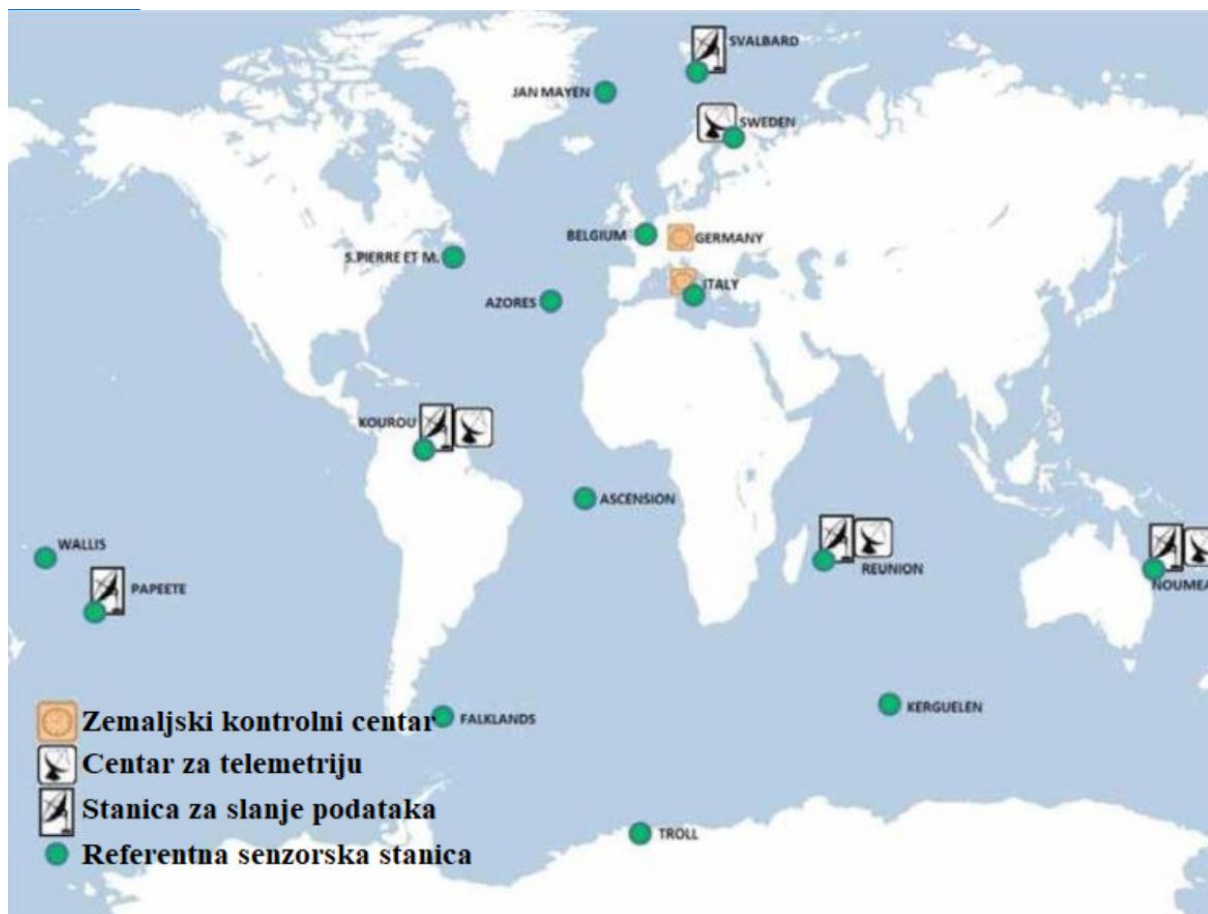 SVALBARD
JAN MAYEN
SWEDEN
BELGIUM
GERMANY
S.PIERRE ET M.
ITALY
AZORES
KOUROU
ASCENSION
WALLIS
REUNION
PAPEETE
NOUMEA
KERGUELEN
FALKLANDS
Zemaljski kontrolni centar
Centar za telemetriju
Stanica za slanje podataka
TROLL
Referentna senzorska stanica